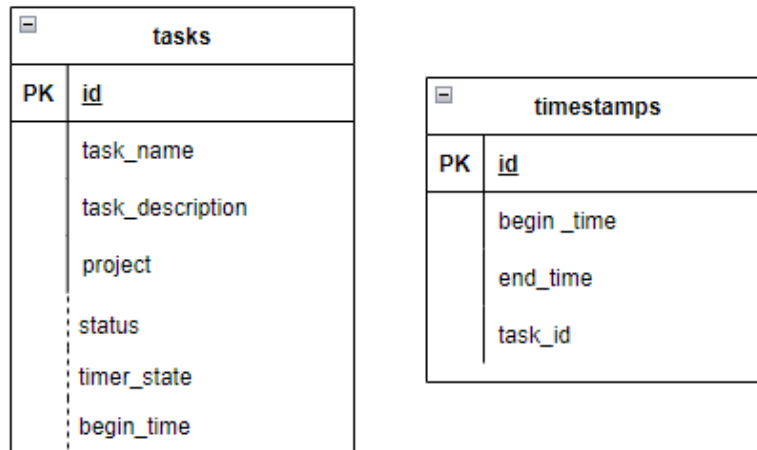 tasks
PK id
task_name
task_description
project
status
timer_state
begin_time
timestamps
PK id
begin _time
end_time
task_id